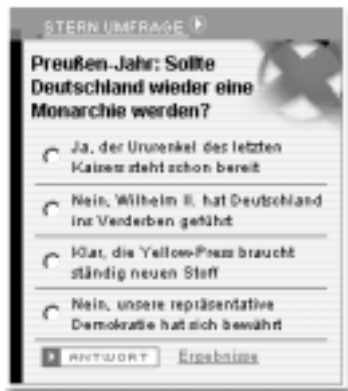 STERN UMFRAGE
Preußen-Jahr: Sollte
Deutschland wieder eine
Monarchie werden?
Ja, der Ururenkel des letzten
Kaisers steht schon bereit
Nein, Wilhelm II. hat Deutschland
ins Verderben geführt
Klar, die Yellow-Press braucht
ständig neuen Stoff
Nein, unsere repräsentative
Demokratie hat sich bewährt
ANTWORT Ergebnisse